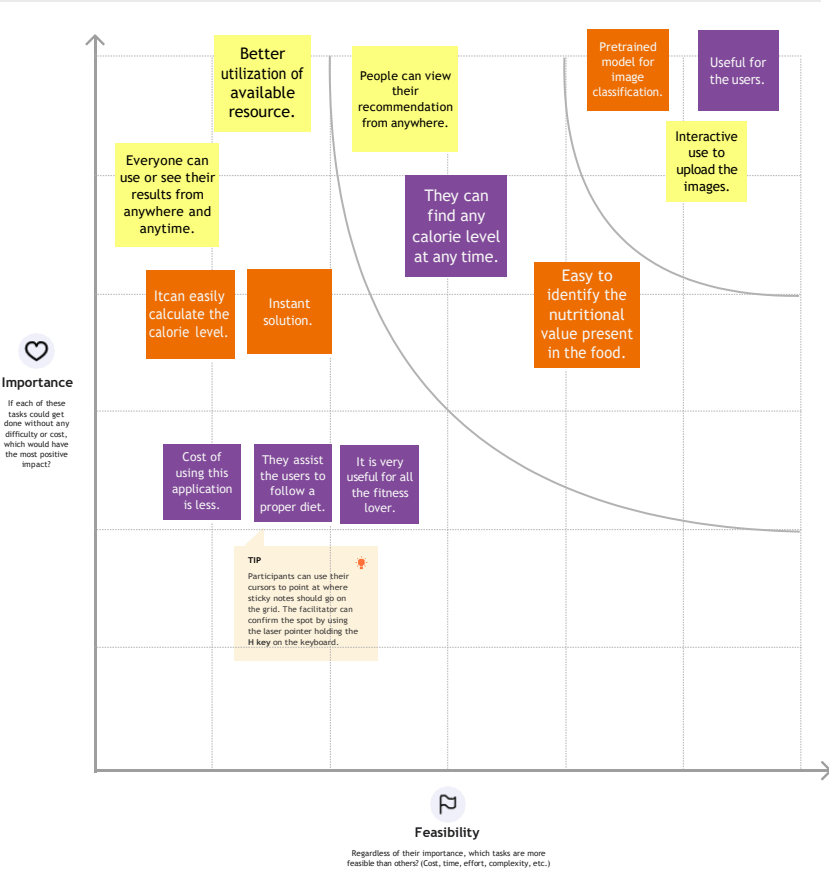 Better
utilization of
available
resource.
People can view
their
recommendation
from anywhere.
Pretrained
model for
image
classification.
Useful for
the users.
Interactive
use to
upload the
images.
Everyone can
use or see their
results from
anywhere and
anytime.
They can
find any
calorie level
at any time.
Itcan easily
calculate the
calorie level.
Instant
solution.
Easy to
identify the
nutritional
value present
in the food.
Importance
If each of these
tasks could get
done without any
difficulty or cost,
which would have
the most positive
impact?
Cost of
using this
application
is less.
They assist
the users to
follow a
proper diet.
It is very
useful for all
the fitness
lover.
TIP
Participants can use their
cursors to point at where
sticky notes should go on
the grid. The facilitator can
confirm the spot by using
the laser pointer holding the
H key on the keyboard.
Feasibility
Regardless of their importance, which tasks are more
feasible than others? (Cost, time, effort, complexity, etc.)